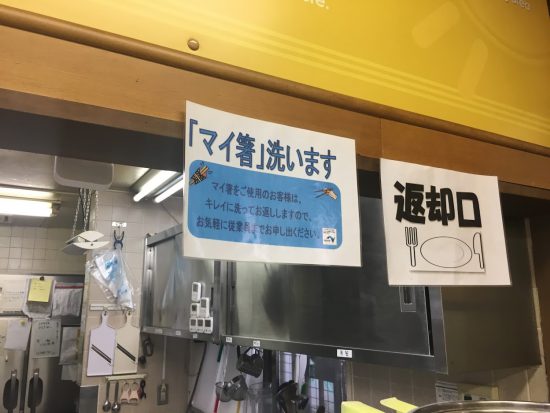 「マイ箸」洗います
マイ箸をご使用のお客様は、
キレイに洗ってお返ししますので、
お気軽に従業員までお申し出ください。
返却口